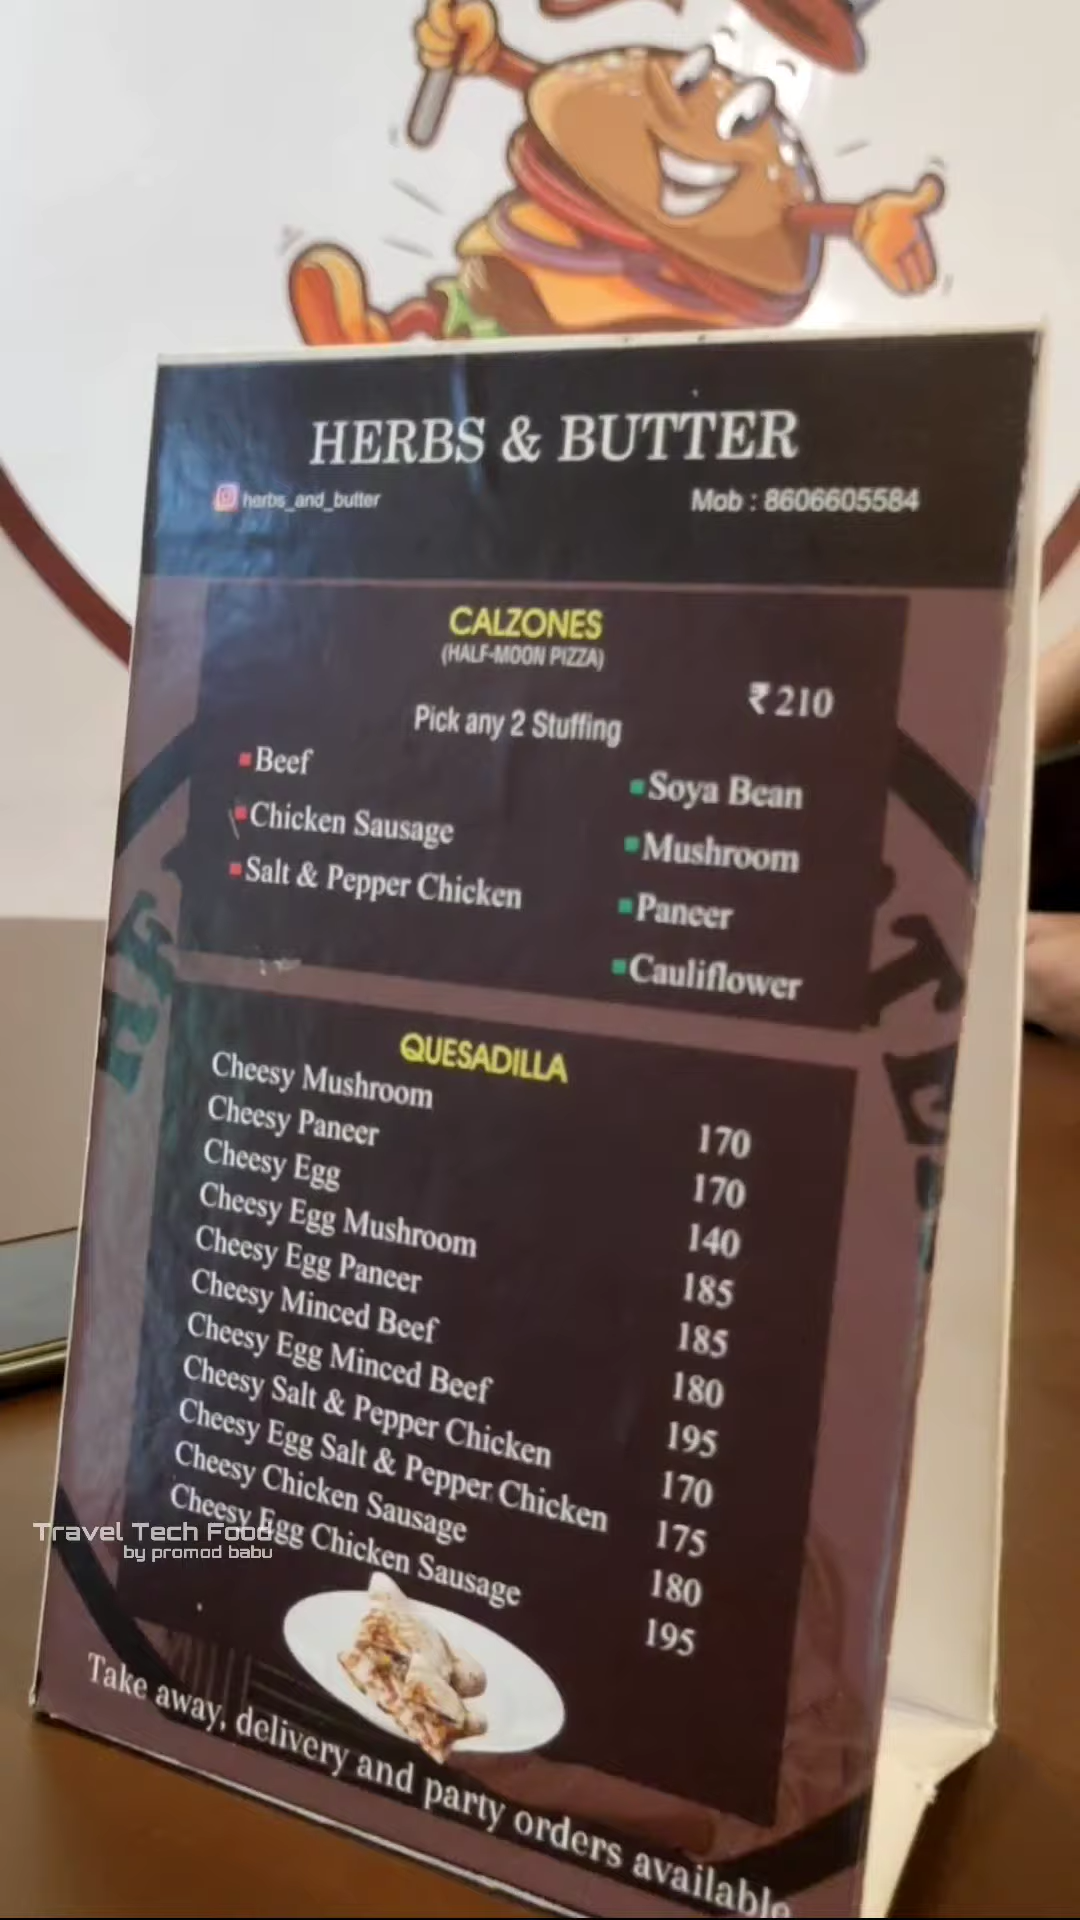 HERBS & BUTTER
herbs_and_butter
Mob : 8606605584
CALZONES
(HALF-MOON PIZZA)
₹ 210
Pick any 2 Stuffing
Beef
Chicken Sausage
Salt & Pepper Chicken
Soya Bean
Mushroom
Paneer
Cauliflower
QUESADILLA
Cheesy Mushroom 170
Cheesy Paneer 170
Cheesy Egg 140
Cheesy Egg Mushroom 185
Cheesy Egg Paneer 185
Cheesy Minced Beef 180
Cheesy Egg Minced Beef 195
Cheesy Salt & Pepper Chicken 170
Cheesy Egg Salt & Pepper Chicken 175
Cheesy Chicken Sausage 180
Cheesy Egg Chicken Sausage 195
Travel Tech Food
by promod babu
Take away, delivery and party orders available